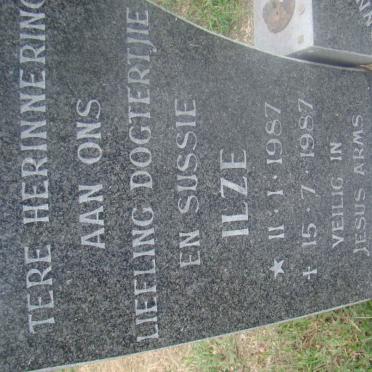 TERE HERINNERING
AAN ONS
LIEFLING DOGTERTJIE
EN SUSSIE
ILZE
★ 11·1·1987
✝ 15·7·1987
VEILIG IN
JESUS ARMS